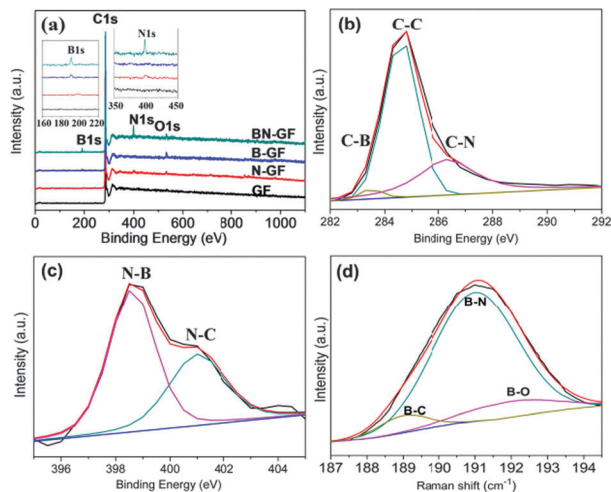 (a)
C1s
B1s
160 180 200 220
N1s
350 400 450
B1s
N1s
O1s
BN-GF
B-GF
N-GF
GF
Intensity (a.u.)
0 200 400 600 800 1000
Binding Energy (eV)
(b)
C-C
C-B
C-N
Intensity (a.u.)
282 284 286 288 290 292
Binding Energy (eV)
(c)
N-B
N-C
Intensity (a.u.)
396 398 400 402 404
Binding Energy (eV)
(d)
B-N
B-O
B-C
Intensity (a.u.)
187 188 189 190 191 192 193 194
Raman shift (cm⁻¹)